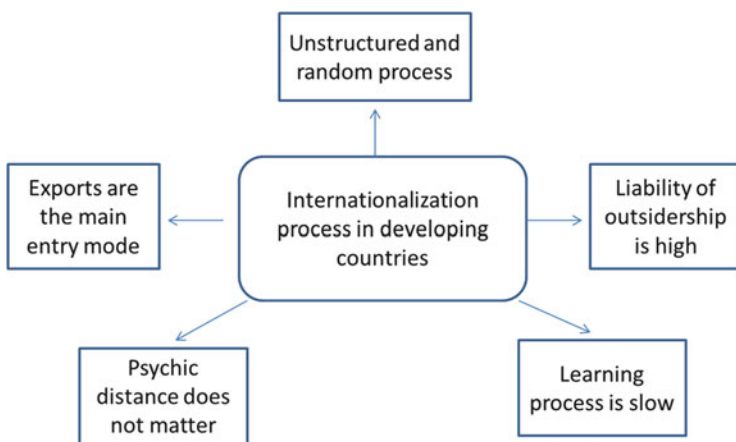 Unstructured and
random process
Exports are
the main
entry mode
Internationalization
process in developing
countries
Liability of
outsidership
is high
Psychic
distance does
not matter
Learning
process is slow